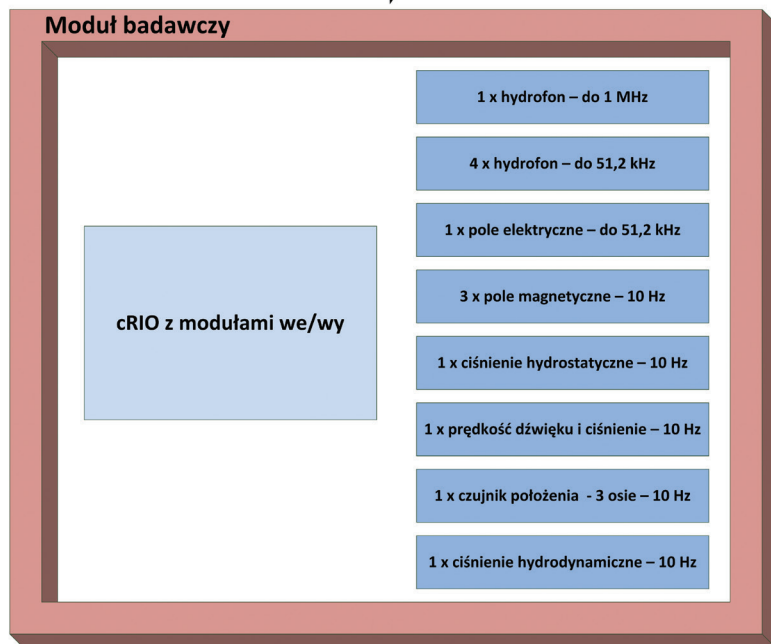 Moduł badawczy
cRIO z modułami we/wy
1 x hydrofon – do 1 MHz
4 x hydrofon – do 51,2 kHz
1 x pole elektryczne – do 51,2 kHz
3 x pole magnetyczne – 10 Hz
1 x ciśnienie hydrostatyczne – 10 Hz
1 x prędkość dźwięku i ciśnienie – 10 Hz
1 x czujnik położenia - 3 osie – 10 Hz
1 x ciśnienie hydrodynamiczne – 10 Hz